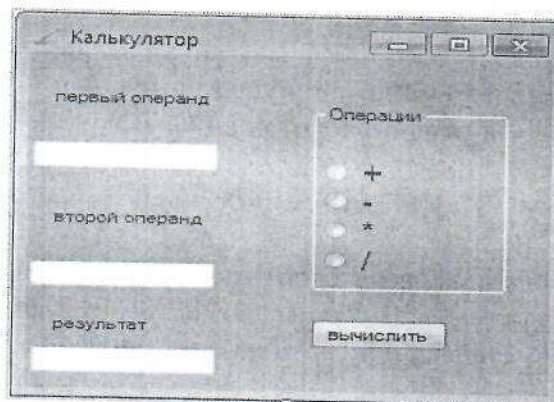 Калькулятор
первый операнд
второй операнд
результат
Операции
+
-
*
/
вычислить